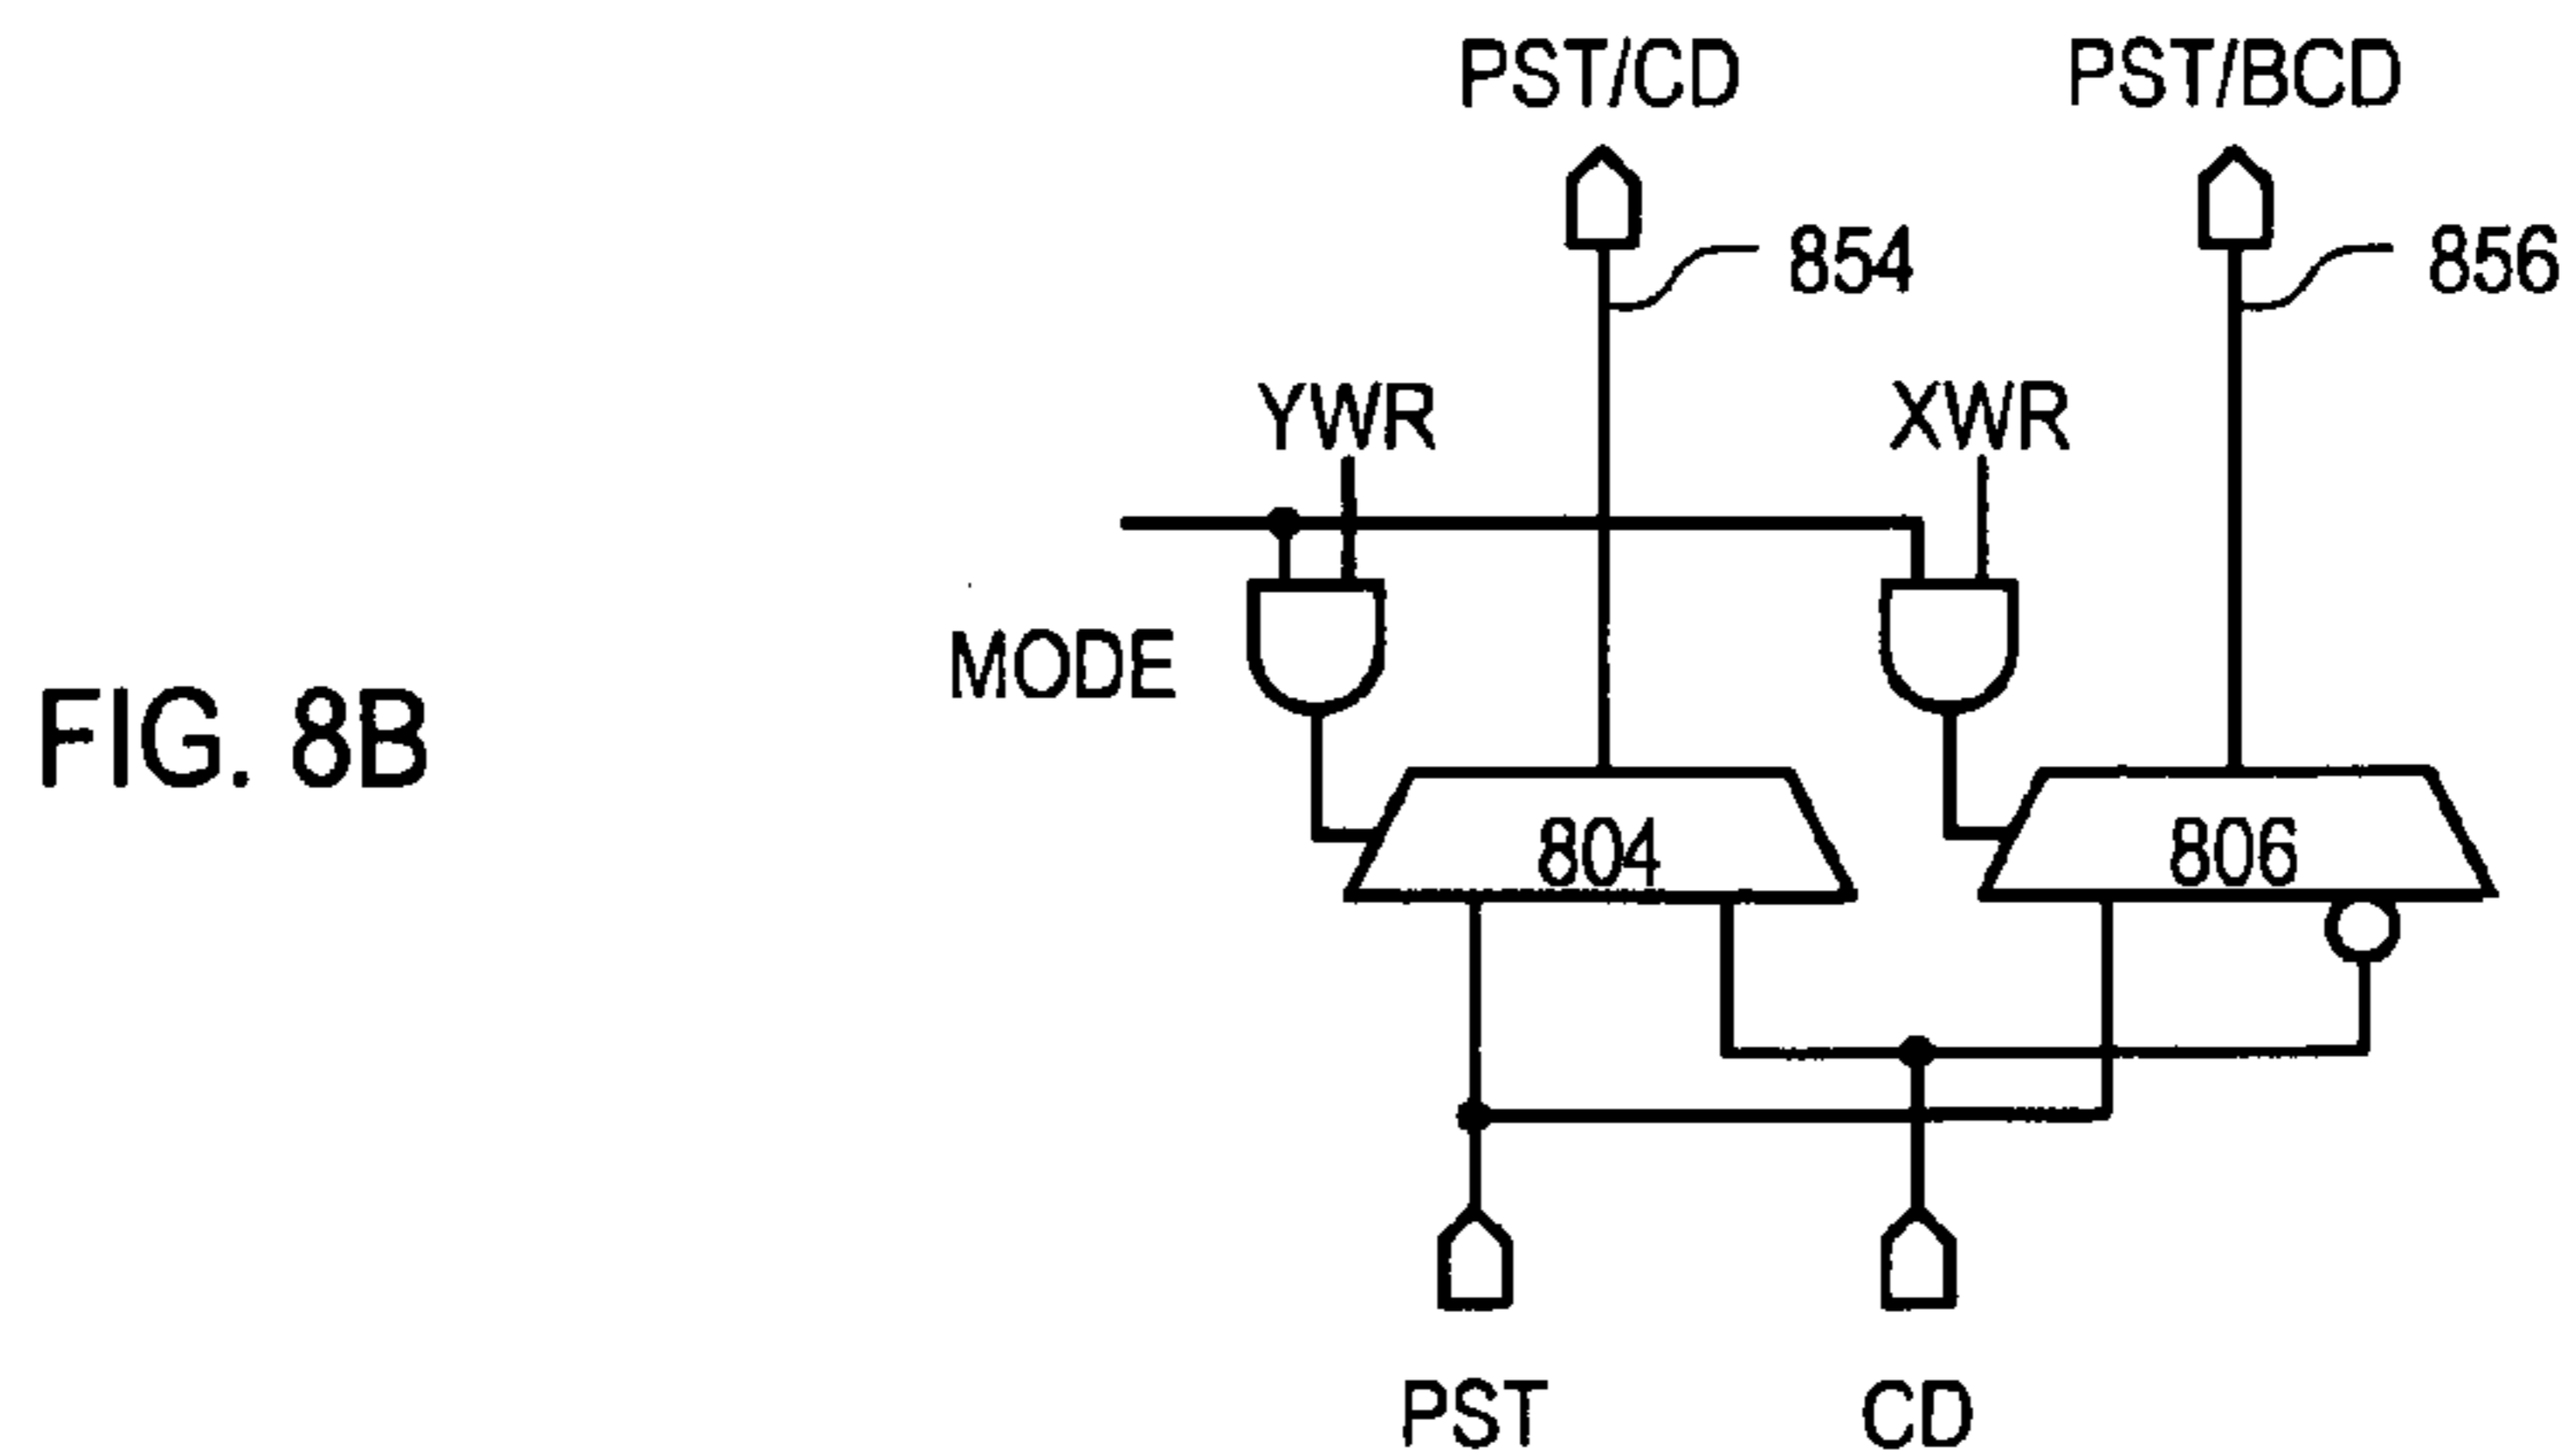 PST/CD PST/BCD
854 856
YWR XWR
MODE
FIG. 8B
804 806
PST CD